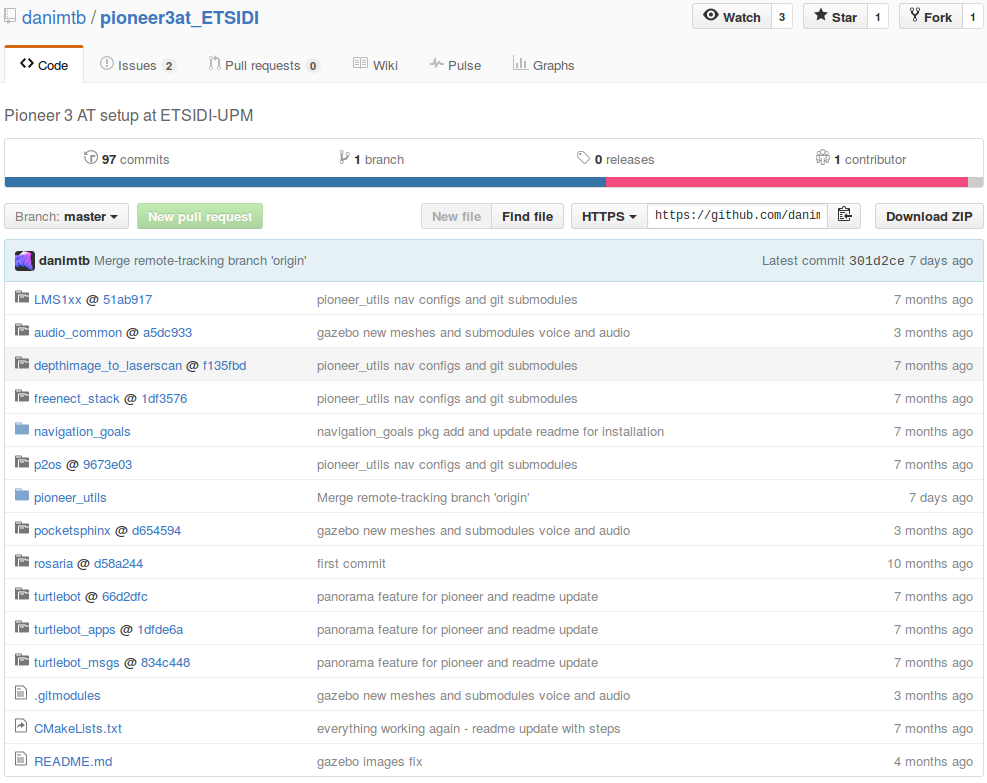 danimtb / pioneer3at_ETSIDI Watch 3 Star 1 Fork 1
Code Issues 2 Pull requests 0 Wiki Pulse Graphs
Pioneer 3 AT setup at ETSIDI-UPM
97 commits 1 branch 0 releases 1 contributor
Branch: master New pull request New file Find file HTTPS https://github.com/danim Download ZIP
danimtb Merge remote-tracking branch 'origin' Latest commit 301d2ce 7 days ago
LMS1xx @ 51ab917 pioneer_utils nav configs and git submodules 7 months ago
audio_common @ a5dc933 gazebo new meshes and submodules voice and audio 3 months ago
depthimage_to_laserscan @ f135fbd pioneer_utils nav configs and git submodules 7 months ago
freenect_stack @ 1df3576 pioneer_utils nav configs and git submodules 7 months ago
navigation_goals navigation_goals pkg add and update readme for installation 7 months ago
p2os @ 9673e03 pioneer_utils nav configs and git submodules 7 months ago
pioneer_utils Merge remote-tracking branch 'origin' 7 days ago
pocketsphinx @ d654594 gazebo new meshes and submodules voice and audio 3 months ago
rosaria @ d58a244 first commit 10 months ago
turtlebot @ 66d2dfc panorama feature for pioneer and readme update 7 months ago
turtlebot_apps @ 1dfde6a panorama feature for pioneer and readme update 7 months ago
turtlebot_msgs @ 834c448 panorama feature for pioneer and readme update 7 months ago
.gitmodules gazebo new meshes and submodules voice and audio 3 months ago
CMakeLists.txt everything working again - readme update with steps 7 months ago
README.md gazebo images fix 4 months ago